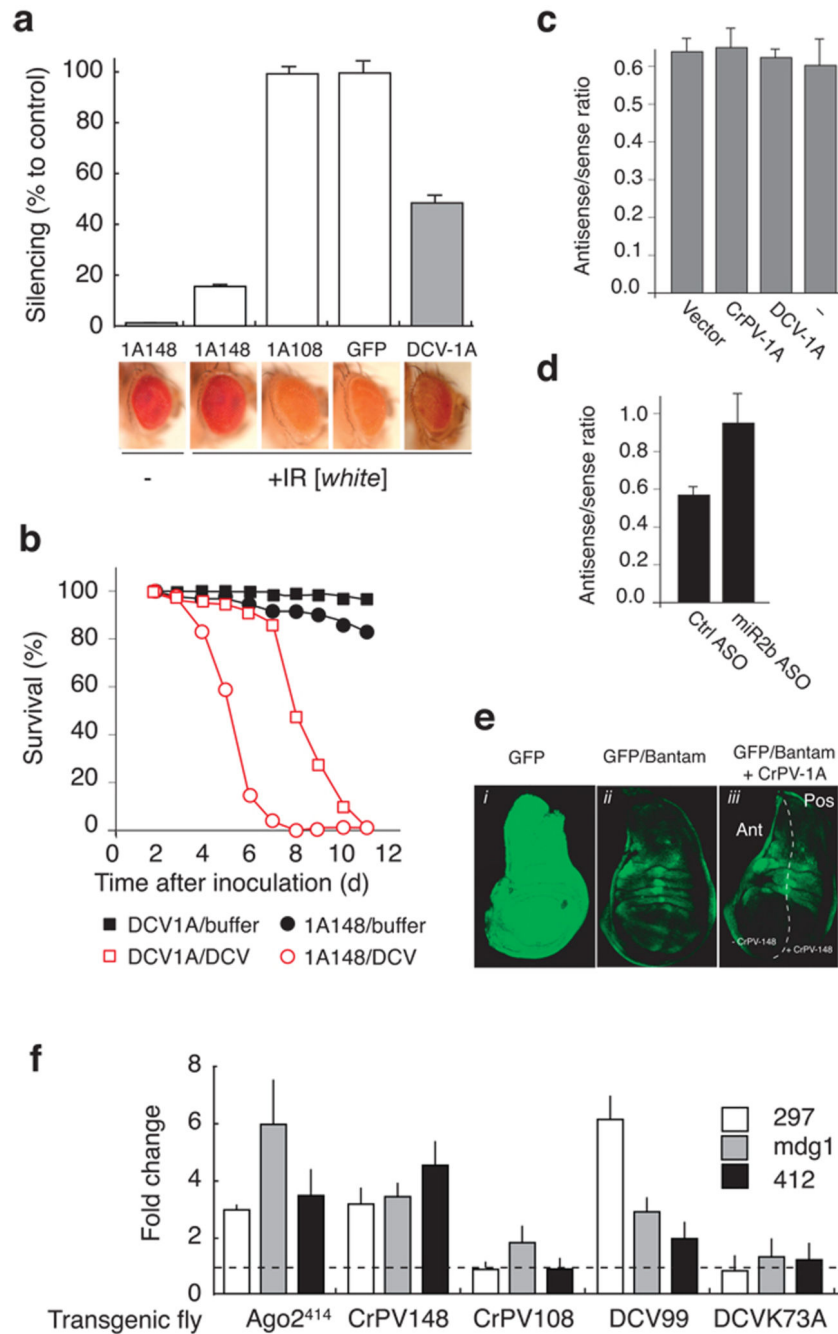 a
Silencing (% to control)
100
80
60
40
20
0
1A148 1A148 1A108 GFP DCV-1A
- +IR [white]
b
Survival (%)
100
80
60
40
20
0
0 2 4 6 8 10 12
Time after inoculation (d)
DCV1A/buffer 1A148/buffer
DCV1A/DCV 1A148/DCV
c
Antisense/sense ratio
0.6
0.5
0.4
0.3
0.2
0.1
0.0
Vector CrPV-1A DCV-1A -
d
Antisense/sense ratio
1.0
0.8
0.6
0.4
0.2
0.0
Ctrl ASO miR2b ASO
e
GFP GFP/Bantam GFP/Bantam
+ CrPV-1A
i ii iii Pos
Ant
- CrPV-148 + CrPV-148
f
Fold change
8
6
4
2
0
297
mdg1
412
Transgenic fly Ago2⁴¹⁴ CrPV148 CrPV108 DCV99 DCVK73A